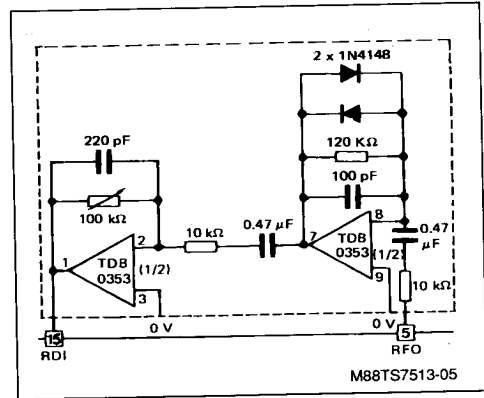 2 x 1N4148
220 pF
120 KΩ
100 kΩ
100 pF
10 kΩ
0.47 µF
0.47
µF
1
2
3
TDB
0353
(1/2)
7
8
9
TDB
0353
(1/2)
10 kΩ
0 V
0 V
15
RDI
5
RFO
M88TS7513-05